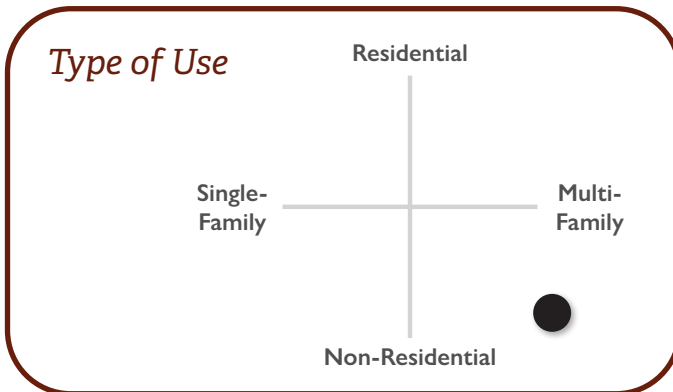 Type of Use
Residential
Single-
Family
Multi-
Family
Non-Residential